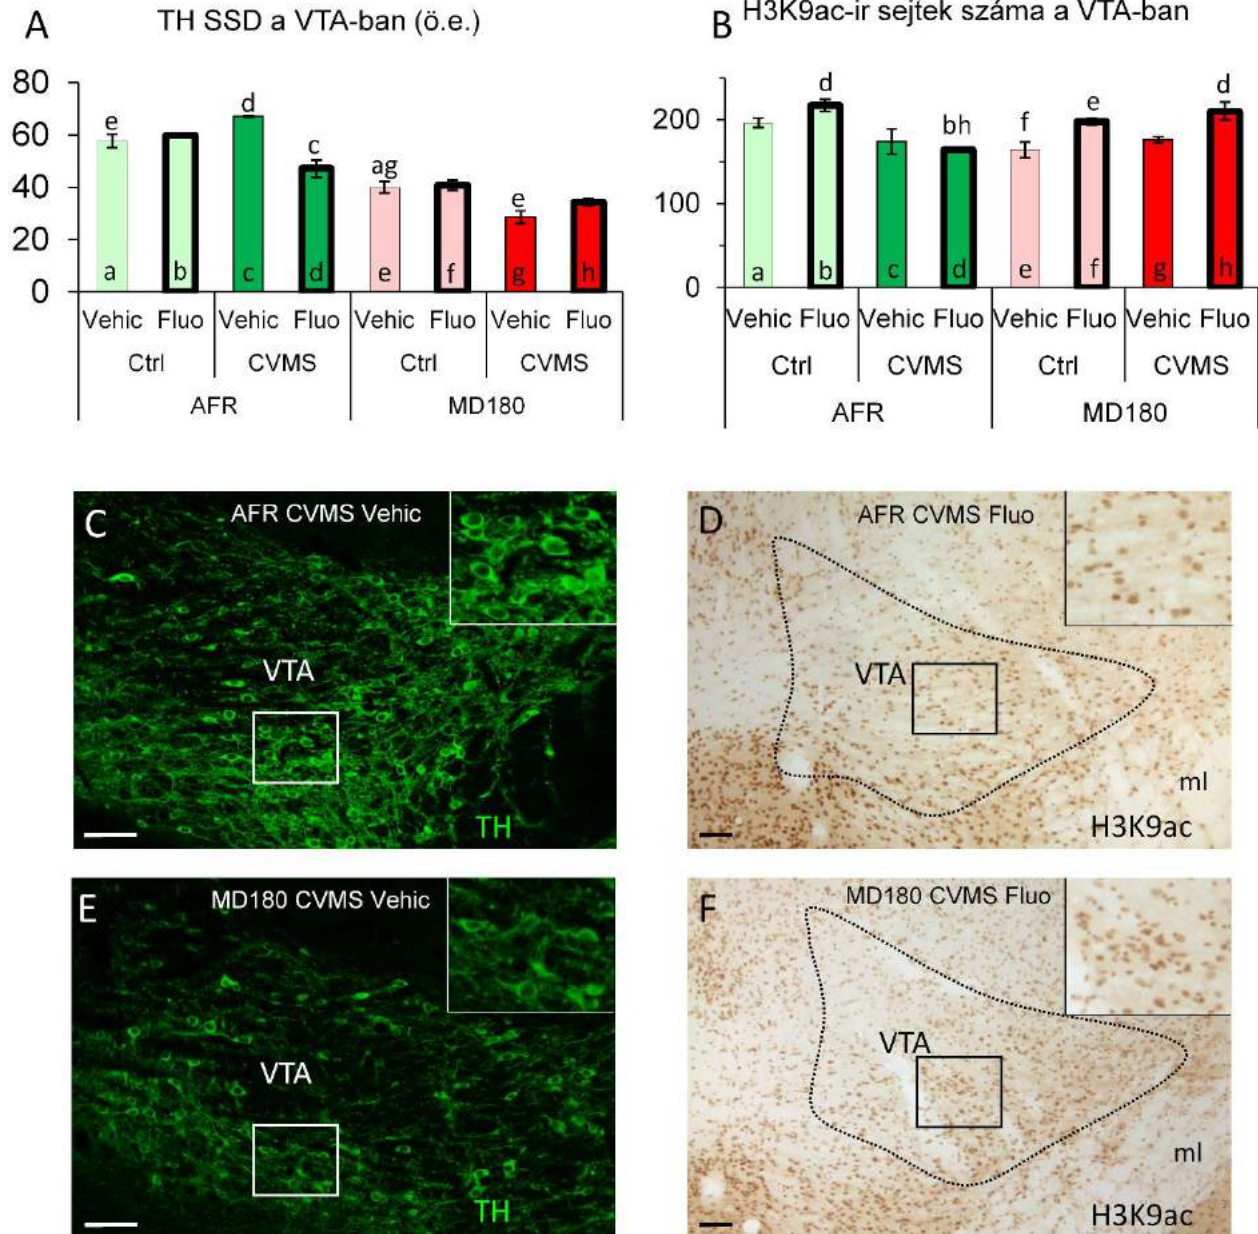 A
TH SSD a VTA-ban (ö.e.)
80
60
40
20
0
e
d
c
ag
e
a
b
c
d
e
f
g
h
Vehic Fluo Vehic Fluo Vehic Fluo Vehic Fluo
Ctrl CVMS Ctrl CVMS
AFR MD180
B
H3K9ac-ir sejtek száma a VTA-ban
200
100
0
d
bh
f
e
d
a
b
c
d
e
f
g
h
Vehic Fluo Vehic Fluo Vehic Fluo Vehic Fluo
Ctrl CVMS Ctrl CVMS
AFR MD180
C
AFR CVMS Vehic
VTA
TH
D
AFR CVMS Fluo
VTA
ml
H3K9ac
E
MD180 CVMS Vehic
VTA
TH
F
MD180 CVMS Fluo
VTA
ml
H3K9ac